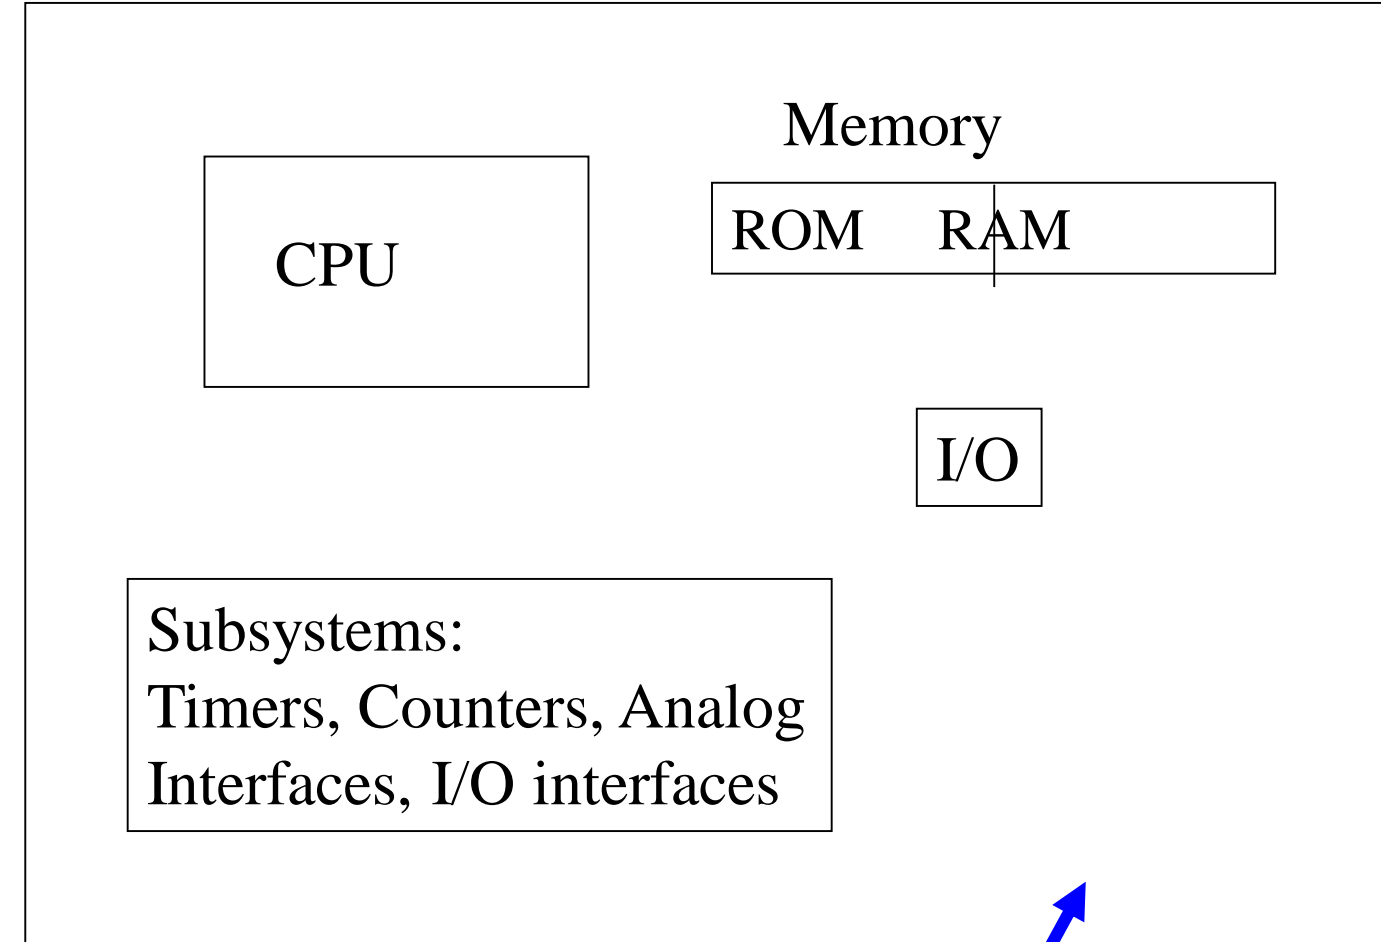 Memory
ROM RAM
CPU
I/O
Subsystems:
Timers, Counters, Analog
Interfaces, I/O interfaces